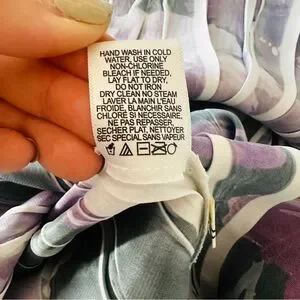 HAND WASH IN COLD
WATER, USE ONLY
NON-CHLORINE
BLEACH IF NEEDED.
LAY FLAT TO DRY.
DO NOT IRON
DRY CLEAN NO STEAM
LAVER LA MAIN L'EAU
FROIDE, BLANCHIR SANS
CHLORE SI NECESSAIRE,
NE PAS REPASSER,
SECHER PLAT, NETTOYER
SEC SPECIAL SANS VAPEUR